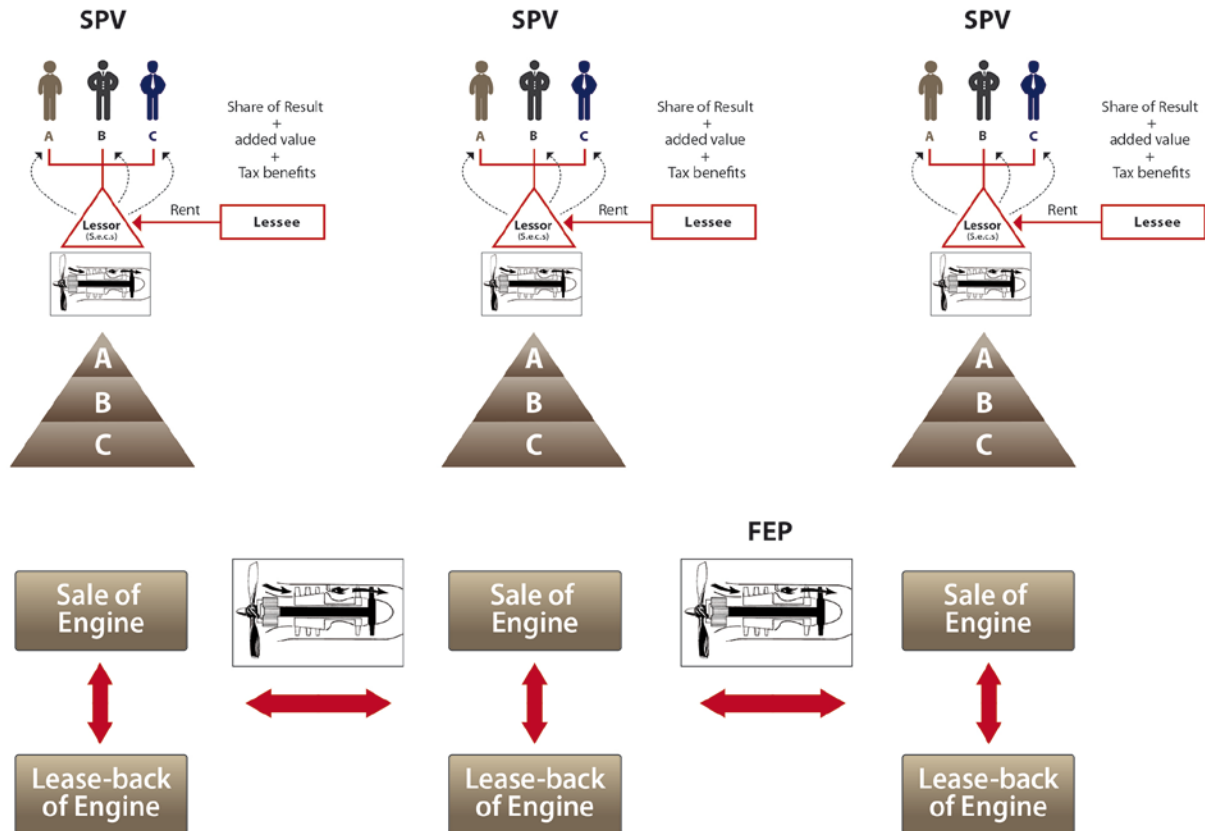 SPV
A B C
Share of Result
+
added value
+
Tax benefits
Rent
Lessor
(S.e.c.s)
Lessee
A
B
C
SPV
A B C
Share of Result
+
added value
+
Tax benefits
Rent
Lessor
(S.e.c.s)
Lessee
A
B
C
SPV
A B C
Share of Result
+
added value
+
Tax benefits
Rent
Lessor
(S.e.c.s)
Lessee
A
B
C
FEP
Sale of
Engine
Sale of
Engine
Sale of
Engine
Lease-back
of Engine
Lease-back
of Engine
Lease-back
of Engine